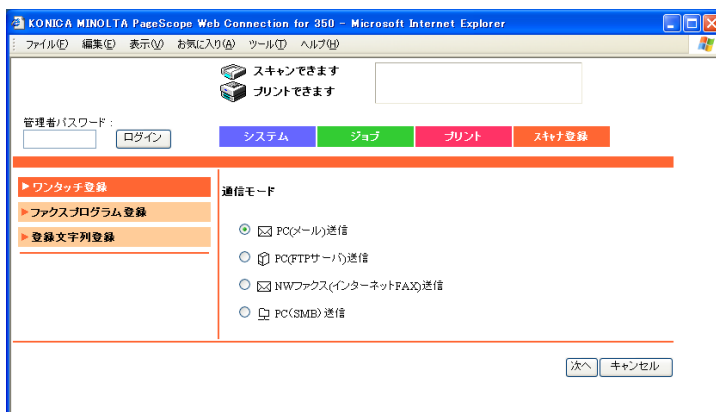 KONICA MINOLTA PageScope Web Connection for 350 - Microsoft Internet Explorer
ファイル(F) 編集(E) 表示(V) お気に入り(A) ツール(T) ヘルプ(H)
スキャンできます
プリントできます
管理者パスワード:
ログイン
システム ジョブ プリント スキャナ登録
ワンタッチ登録
ファクスプログラム登録
登録文字列登録
通信モード
PC(メール)送信
PC(FTPサーバ)送信
NWファクス(インターネットFAX)送信
PC(SMB)送信
次へ キャンセル